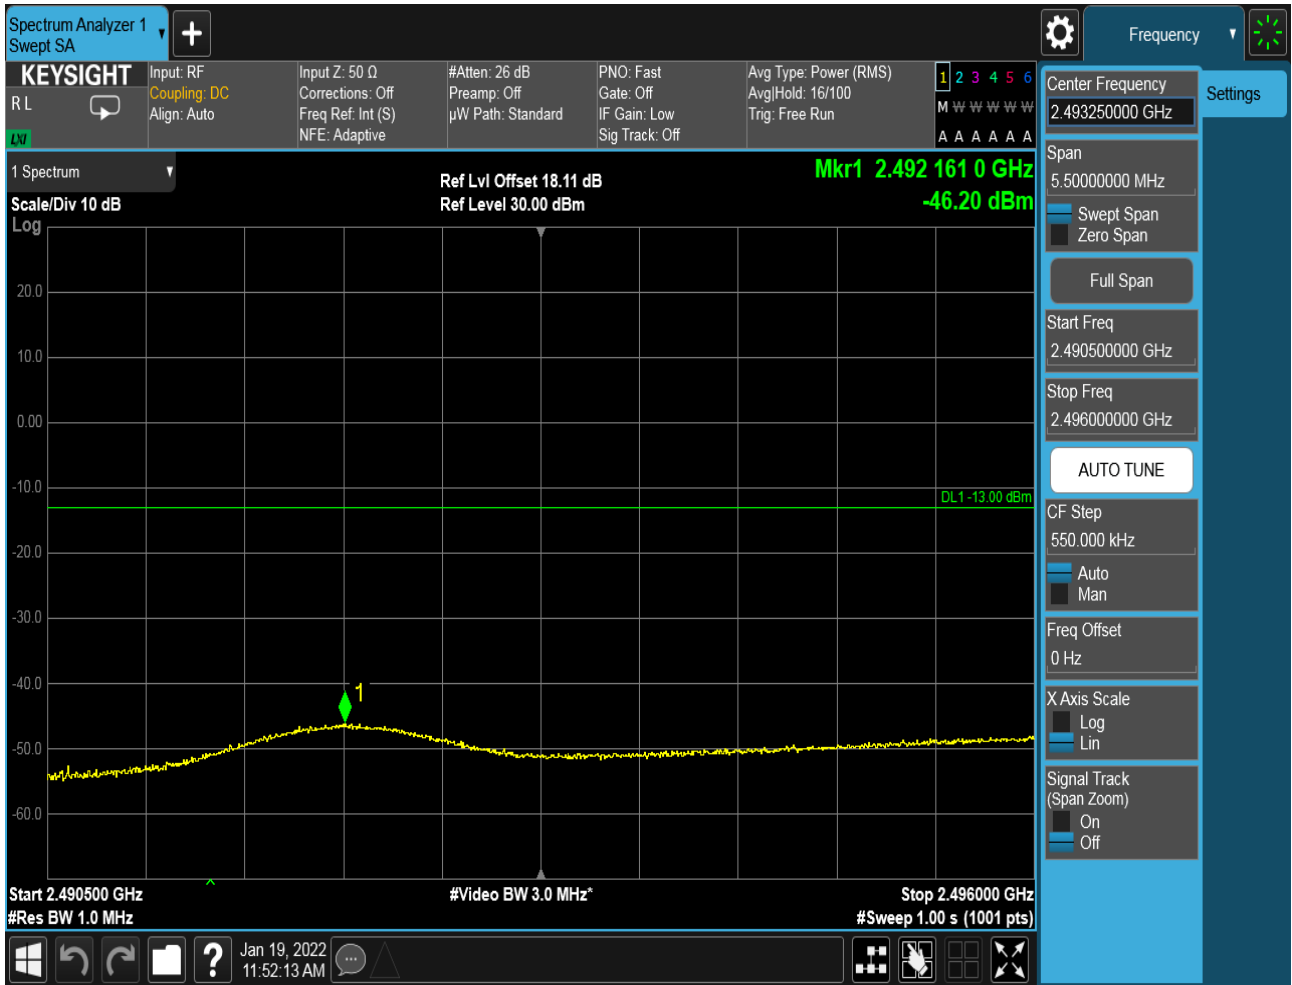 Spectrum Analyzer 1
Swept SA
Frequency
KEYSIGHT
R L
LXI
Input: RF
Coupling: DC
Align: Auto
Input Z: 50 Ω
Corrections: Off
Freq Ref: Int (S)
NFE: Adaptive
#Atten: 26 dB
Preamp: Off
µW Path: Standard
PNO: Fast
Gate: Off
IF Gain: Low
Sig Track: Off
Avg Type: Power (RMS)
Avg|Hold: 16/100
Trig: Free Run
1 2 3 4 5 6
M W W W W W
A A A A A A
1 Spectrum
Scale/Div 10 dB
Log
Ref Lvl Offset 18.11 dB
Ref Level 30.00 dBm
Mkr1 2.492 161 0 GHz
-46.20 dBm
20.0
10.0
0.00
-10.0
-20.0
-30.0
-40.0
-50.0
-60.0
DL1 -13.00 dBm
1
Start 2.490500 GHz
#Res BW 1.0 MHz
#Video BW 3.0 MHz*
Stop 2.496000 GHz
#Sweep 1.00 s (1001 pts)
?
Jan 19, 2022
11:52:13 AM
Center Frequency
2.493250000 GHz
Settings
Span
5.50000000 MHz
Swept Span
Zero Span
Full Span
Start Freq
2.490500000 GHz
Stop Freq
2.496000000 GHz
AUTO TUNE
CF Step
550.000 kHz
Auto
Man
Freq Offset
0 Hz
X Axis Scale
Log
Lin
Signal Track
(Span Zoom)
On
Off